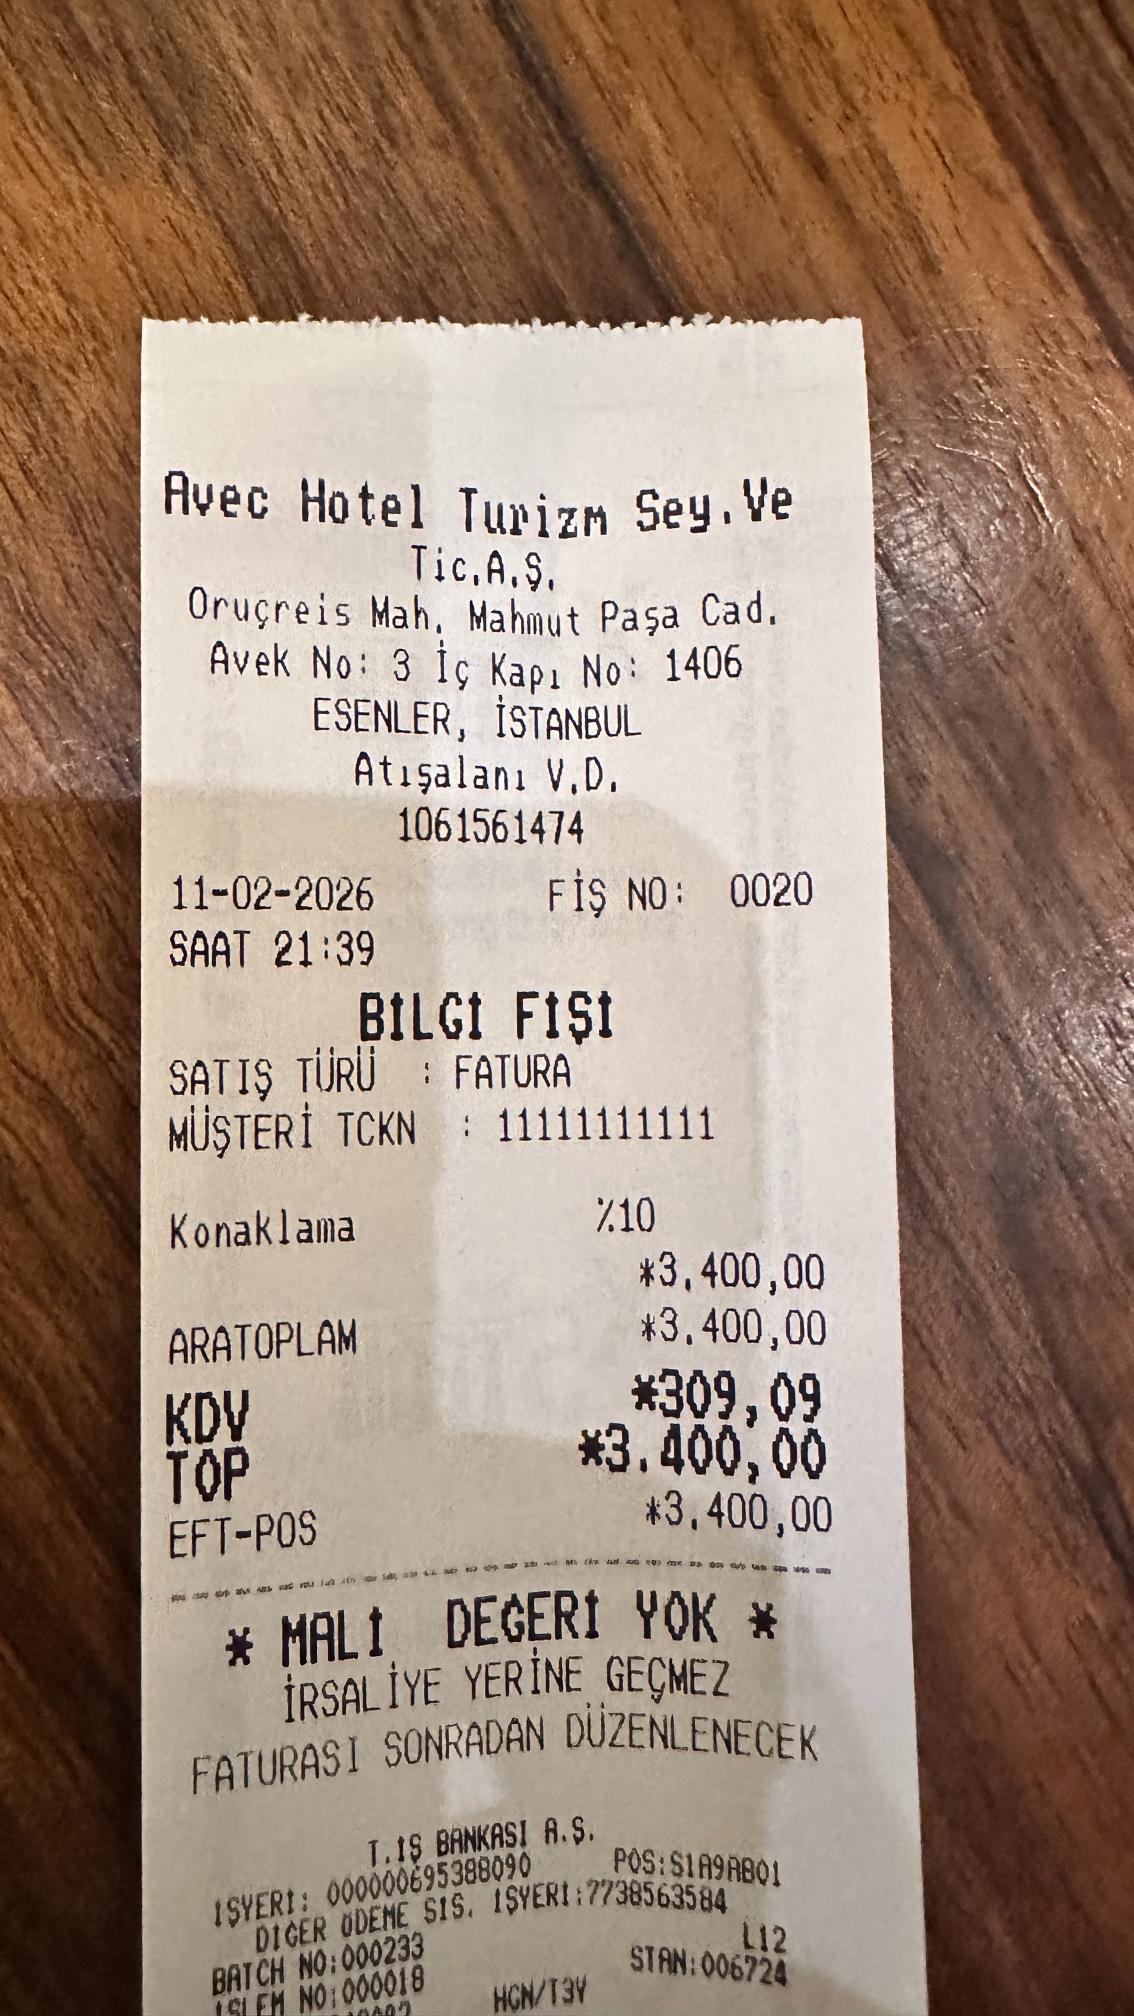 Avec Hotel Turizm Sey.Ve
Tic.A.Ş.
Oruçreis Mah. Mahmut Paşa Cad.
Avek No: 3 İç Kapı No: 1406
ESENLER, İSTANBUL
Atışalanı V.D.
1061561474
11-02-2026 FİŞ NO: 0020
SAAT 21:39
BİLGİ FİŞİ
SATIŞ TÜRÜ : FATURA
MÜŞTERİ TCKN : 11111111111
Konaklama %10
*3.400,00
ARATOPLAM *3.400,00
KDV *309,09
TOP *3.400,00
EFT-POS *3.400,00
* MALİ DEĞERİ YOK *
İRSALİYE YERİNE GEÇMEZ
FATURASI SONRADAN DÜZENLENECEK
T.İŞ BANKASI A.Ş.
İŞYERİ: 000000695388090 POS:S1A9AB01
DİĞER ÖDEME SİS. İŞYERİ:7738563584
BATCH NO:000233 L12
İŞLEM NO:000018 STAN:006724